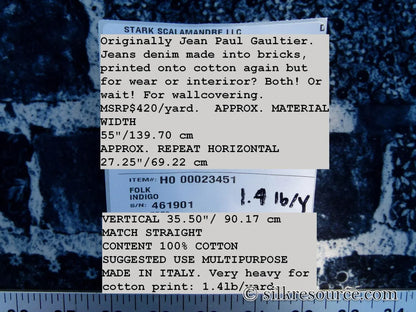 STARK SCALAMANDRE LLC
Originally Jean Paul Gaultier.
Jeans denim made into bricks,
printed onto cotton again but
for wear or interiror? Both! Or
wait! For wallcovering.
MSRP$420/yard. APPROX. MATERIAL
WIDTH
55"/139.70 cm
APPROX. REPEAT HORIZONTAL
27.25"/69.22 cm
ITEM#: H0 00023451
FOLK
INDIGO
S/N: 461901
1.4 lb/y
VERTICAL 35.50"/ 90.17 cm
MATCH STRAIGHT
CONTENT 100% COTTON
SUGGESTED USE MULTIPURPOSE
MADE IN ITALY. Very heavy for
cotton print: 1.4lb/yard.
© silkresource.com